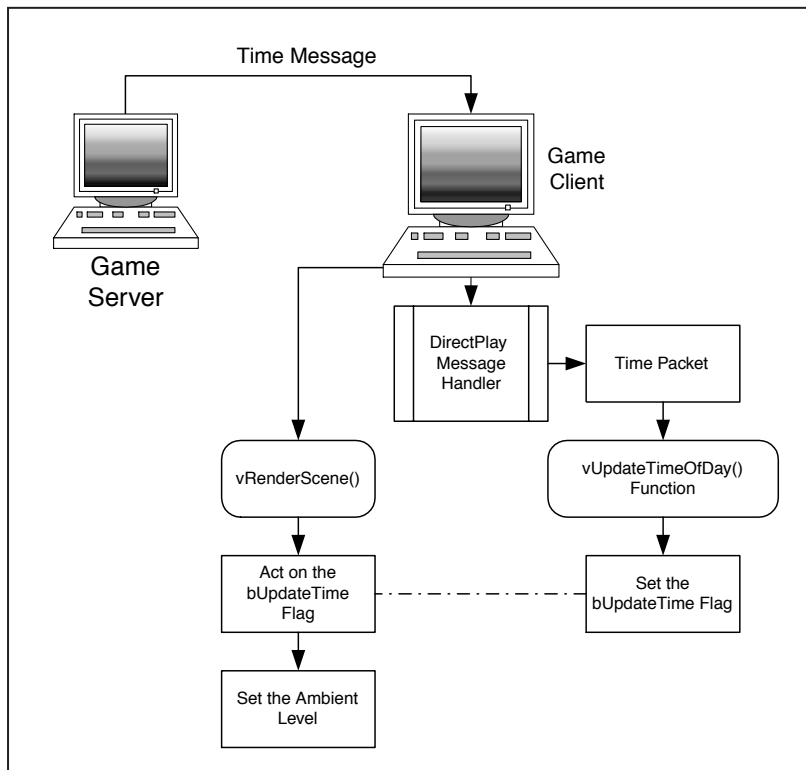 Time Message
Game
Client
Game
Server
DirectPlay
Message
Handler
Time Packet
vRenderScene()
vUpdateTimeOfDay()
Function
Act on the
bUpdateTime
Flag
Set the
bUpdateTime Flag
Set the Ambient
Level